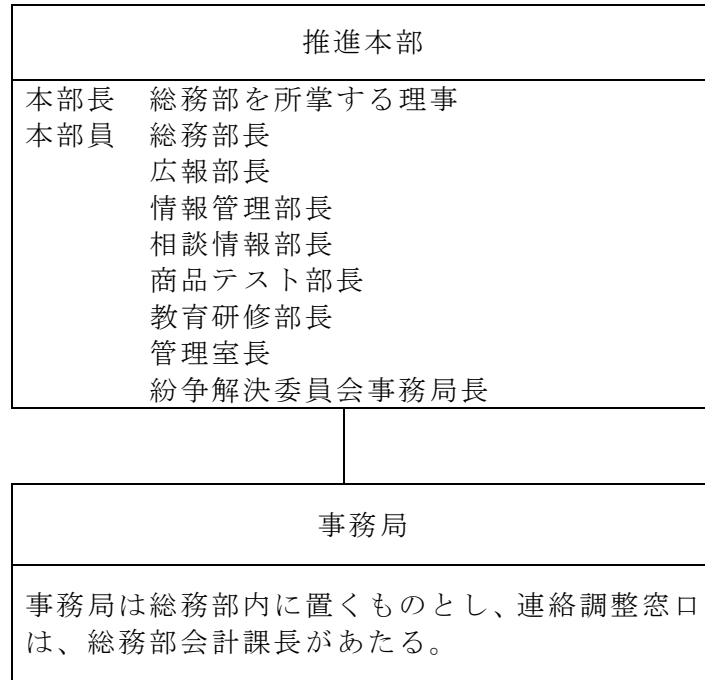 推進本部
本部長　総務部を所掌する理事
本部員　総務部長
広報部長
情報管理部長
相談情報部長
商品テスト部長
教育研修部長
管理室長
紛争解決委員会事務局長
事務局
事務局は総務部内に置くものとし、連絡調整窓口
は、総務部会計課長があたる。